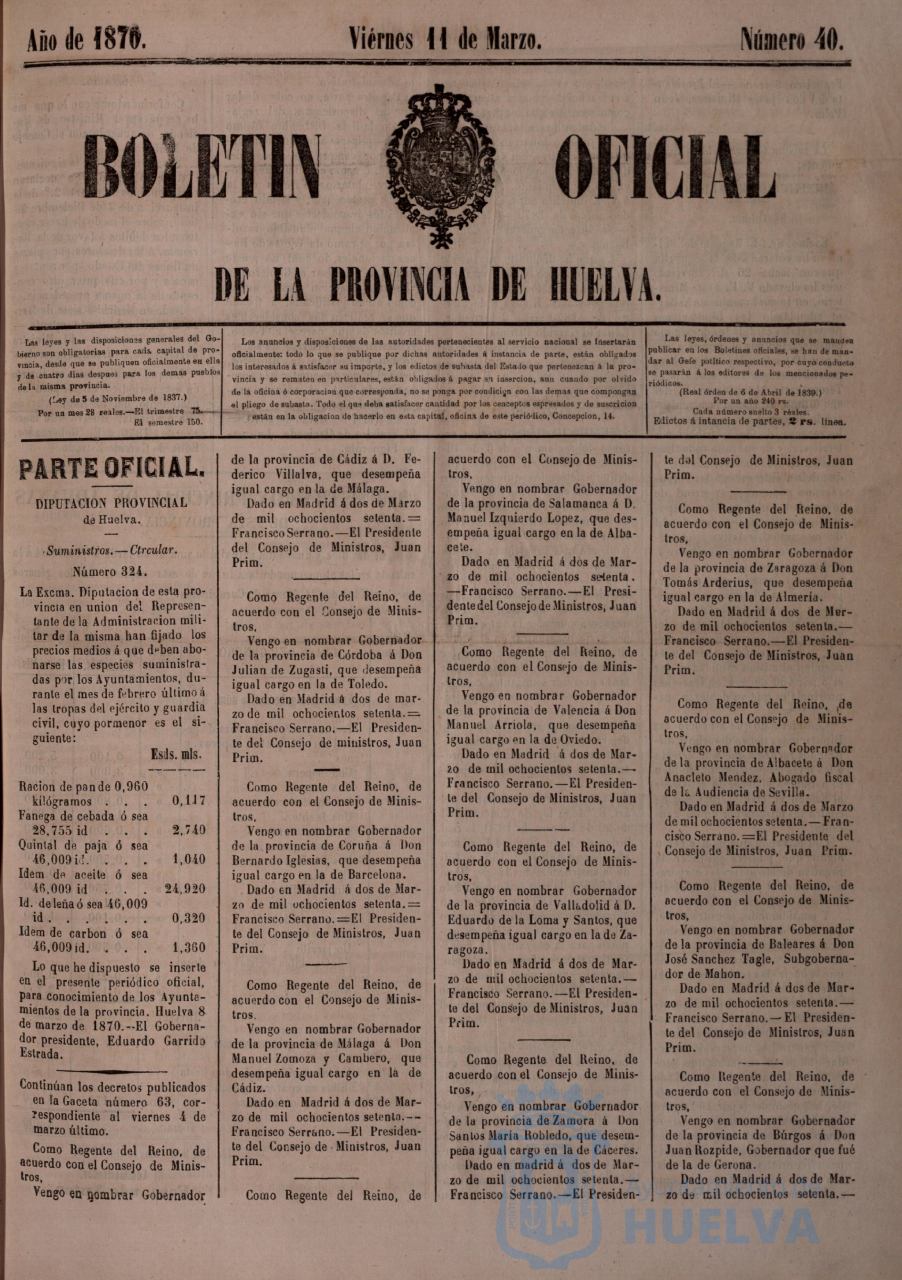 Año de 1870.
Viérnes 11 de Marzo.
Número 40.
BOLETIN OFICIAL
DE LA PROVINCIA DE HUELVA.
Las leyes y las disposiciones generales del Go-
bierno son obligatorias para cada capital de pro-
vincia, desde que se publiquen oficialmente en ella
y de cuatro dias despues para los demas pueblos
de la misma provincia.
(Ley de 5 de Noviembre de 1837.)
Por un mes 28 reales.—El trimestre 75.
El semestre 150.
Los anuncios y disposiciones de las autoridades pertenecientes al servicio nacional se insertarán
oficialmente: todo lo que se publique por dichas autoridades á instancia de parte, están obligados
los interesados á satisfacer su importe, y los edictos de subasta del Estado que pertenezcan á la pro-
vincia y se rematen en particulares, están obligados á pagar su insercion, aun cuando por olvido
de la oficina ó corporacion que corresponda, no se ponga por condicion con las demas que compongan
el pliego de subasta. Todo el que deba satisfacer cantidad por los conceptos espresados y de suscricion
están en la obligacion de hacerlo en esta capital, oficina de este periódico, Concepcion, 14.
Las leyes, órdenes y anuncios que se manden
publicar en los Boletines oficiales, se han de man-
dar al Gefe político respectivo, por cuyo conducto
se pasarán á los editores de los mencionados pe-
riódicos.
(Real órden de 6 de Abril de 1839.)
Por un año 240 rs.
Cada número suelto 3 reales.
Edictos á intancia de partes, 2 rs. línea.
PARTE OFICIAL.
DIPUTACION PROVINCIAL
de Huelva.
Suministros.—Circular.
Número 324.
La Excma. Diputacion de esta pro-
vincia en union del Represen-
tante de la Administracion mili-
tar de la misma han fijado los
precios medios á que deben abo-
narse las especies suministra-
das por los Ayuntamientos, du-
rante el mes de febrero último á
las tropas del ejército y guardia
civil, cuyo pormenor es el si-
guiente:
Esds. mls.
Racion de pan de 0,960
kilógramos . . . 0,117
Fanega de cebada ó sea
28,755 id . . . 2,740
Quintal de paja ó sea
46,009 id. . . . 1,040
Idem de aceite ó sea
46,009 id . . . 24,920
Id. de leña ó sea 46,009
id . . . . . . 0,320
Idem de carbon ó sea
46,009 id. . . . 1,360
Lo que he dispuesto se inserte
en el presente periódico oficial,
para conocimiento de los Ayunta-
mientos de la provincia. Huelva 8
de marzo de 1870.--El Goberna-
dor presidente, Eduardo Garrido
Estrada.
Continúan los decretos publicados
en la Gaceta número 63, cor-
respondiente al viernes 4 de
marzo último.
Como Regente del Reino, de
acuerdo con el Consejo de Minis-
tros,
Vengo en nombrar Gobernador
de la provincia de Cádiz á D. Fe-
derico Villalva, que desempeña
igual cargo en la de Málaga.
Dado en Madrid á dos de Marzo
de mil ochocientos setenta.=
Francisco Serrano.—El Presidente
del Consejo de Ministros, Juan
Prim.
Como Regente del Reino, de
acuerdo con el Consejo de Minis-
tros,
Vengo en nombrar Gobernador
de la provincia de Córdoba á Don
Julian de Zugasti, que desempeña
igual cargo en la de Toledo.
Dado en Madrid á dos de mar-
zo de mil ochocientos setenta.=
Francisco Serrano.—El Presiden-
te del Consejo de ministros, Juan
Prim.
Como Regente del Reino, de
acuerdo con el Consejo de Minis-
tros,
Vengo en nombrar Gobernador
de la provincia de Coruña á Don
Bernardo Iglesias, que desempeña
igual cargo en la de Barcelona.
Dado en Madrid á dos de Mar-
zo de mil ochocientos setenta.=
Francisco Serrano.=El Presiden-
te del Consejo de Ministros, Juan
Prim.
Como Regente del Reino, de
acuerdo con el Consejo de Minis-
tros.
Vengo en nombrar Gobernador
de la provincia de Málaga á Don
Manuel Zomoza y Cambero, que
desempeña igual cargo en la de
Cádiz.
Dado en Madrid á dos de Mar-
zo de mil ochocientos setenta.--
Francisco Serrano.—El Presiden-
te del Consejo de Ministros, Juan
Prim.
Como Regente del Reino, de
acuerdo con el Consejo de Minis-
tros,
Vengo en nombrar Gobernador
de la provincia de Salamanca á D.
Manuel Izquierdo Lopez, que des-
empeña igual cargo en la de Alba-
cete.
Dado en Madrid á dos de Mar-
zo de mil ochocientos setenta.
—Francisco Serrano.—El Presi-
dente del Consejo de Ministros, Juan
Prim.
Como Regente del Reino, de
acuerdo con el Consejo de Minis-
tros,
Vengo en nombrar Gobernador
de la provincia de Valencia á Don
Manuel Arriola, que desempeña
igual cargo en la de Oviedo.
Dado en Madrid á dos de Mar-
zo de mil ochocientos setenta.—
Francisco Serrano.—El Presiden-
te del Consejo de Ministros, Juan
Prim.
Como Regente del Reino, de
acuerdo con el Consejo de Minis-
tros,
Vengo en nombrar Gobernador
de la provincia de Valladolid á D.
Eduardo de la Loma y Santos, que
desempeña igual cargo en la de Za-
ragoza.
Dado en Madrid á dos de Mar-
zo de mil ochocientos setenta.—
Francisco Serrano.—El Presiden-
te del Consejo de Ministros, Juan
Prim.
Como Regente del Reino, de
acuerdo con el Consejo de Minis-
tros,
Vengo en nombrar Gobernador
de la provincia de Zamora á Don
Santos María Robledo, que desem-
peña igual cargo en la de Cáceres.
Dado en madrid á dos de Mar-
zo de mil ochocientos setenta.—
Francisco Serrano.—El Presiden-
te del Consejo de Ministros, Juan
Prim.
Como Regente del Reino, de
acuerdo con el Consejo de Minis-
tros,
Vengo en nombrar Gobernador
de la provincia de Zaragoza á Don
Tomás Arderius, que desempeña
igual cargo en la de Almería.
Dado en Madrid á dos de Mar-
zo de mil ochocientos setenta.—
Francisco Serrano.—El Presiden-
te del Consejo de Ministros, Juan
Prim.
Como Regente del Reino, de
acuerdo con el Consejo de Minis-
tros,
Vengo en nombrar Gobernador
de la provincia de Albacete á Don
Anacleto Mendez, Abogado fiscal
de la Audiencia de Sevilla.
Dado en Madrid á dos de Marzo
de mil ochocientos setenta.—Fran-
cisco Serrano.=El Presidente del
Consejo de Ministros, Juan Prim.
Como Regente del Reino, de
acuerdo con el Consejo de Minis-
tros,
Vengo en nombrar Gobernador
de la provincia de Baleares á Don
José Sanchez Tagle, Subgoberna-
dor de Mahon.
Dado en Madrid á dos de Mar-
zo de mil ochocientos setenta.—
Francisco Serrano.—El Presiden-
te del Consejo de Ministros, Juan
Prim.
Como Regente del Reino, de
acuerdo con el Consejo de Minis-
tros,
Vengo en nombrar Gobernador
de la provincia de Búrgos á Don
Juan Rozpide, Gobernador que fué
de la de Gerona.
Dado en Madrid á dos de Mar-
zo de mil ochocientos setenta.—
HUELVA